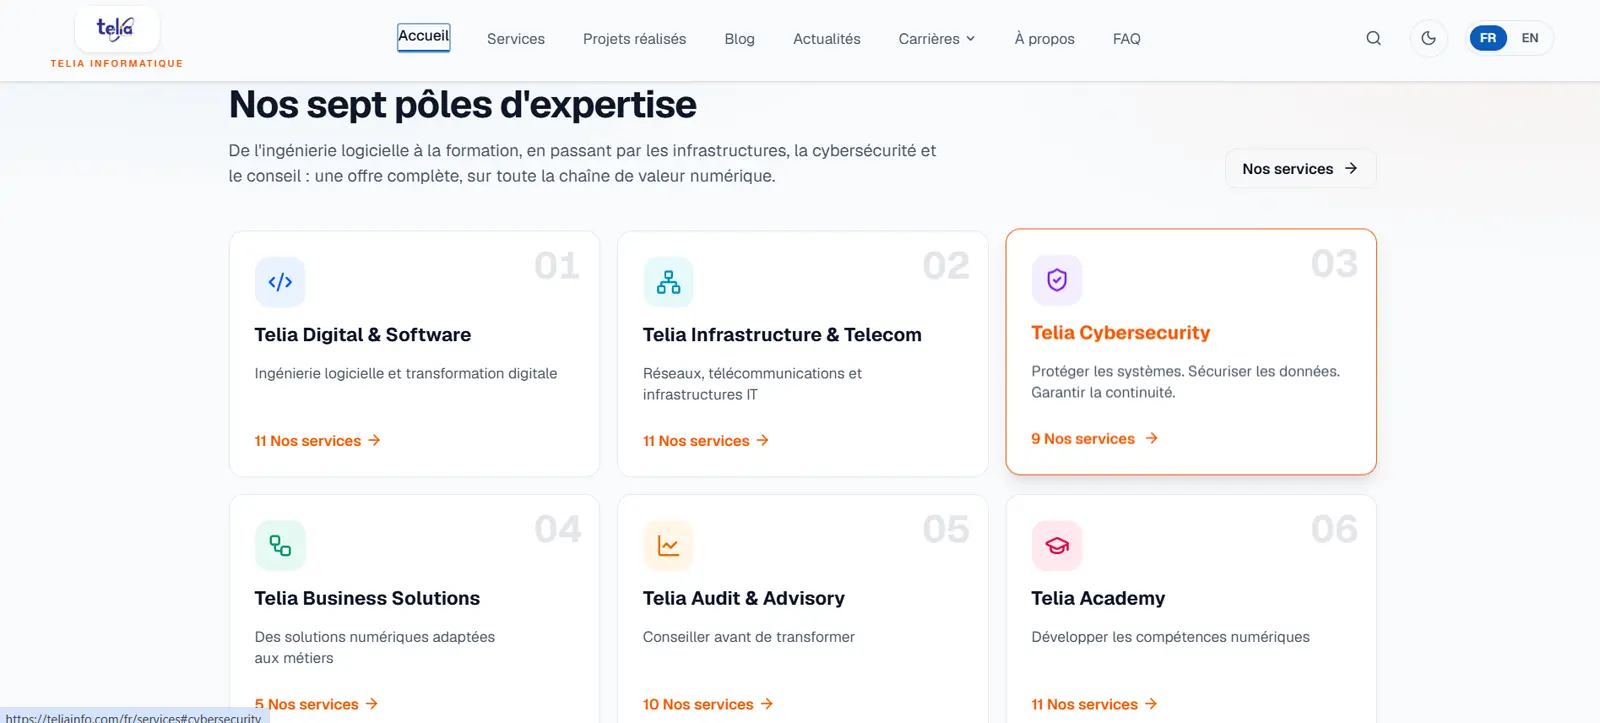 telia
TELIA INFORMATIQUE
Accueil
Services
Projets réalisés
Blog
Actualités
Carrières
À propos
FAQ
FR
EN
Nos sept pôles d'expertise
De l'ingénierie logicielle à la formation, en passant par les infrastructures, la cybersécurité et
le conseil : une offre complète, sur toute la chaîne de valeur numérique.
Nos services →
01
Telia Digital & Software
Ingénierie logicielle et transformation digitale
11 Nos services →
02
Telia Infrastructure & Telecom
Réseaux, télécommunications et
infrastructures IT
11 Nos services →
03
Telia Cybersecurity
Protéger les systèmes. Sécuriser les données.
Garantir la continuité.
9 Nos services →
04
Telia Business Solutions
Des solutions numériques adaptées
aux métiers
5 Nos services →
05
Telia Audit & Advisory
Conseiller avant de transformer
10 Nos services →
06
Telia Academy
Développer les compétences numériques
11 Nos services →
https://teliainfo.com/fr/services#cybersecurity